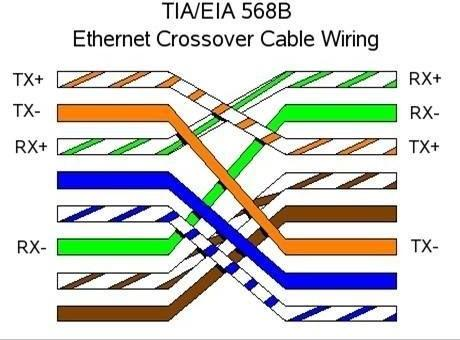 TIA/EIA 568B
Ethernet Crossover Cable Wiring
TX+ RX+
TX- RX-
RX+ TX+
RX- TX-